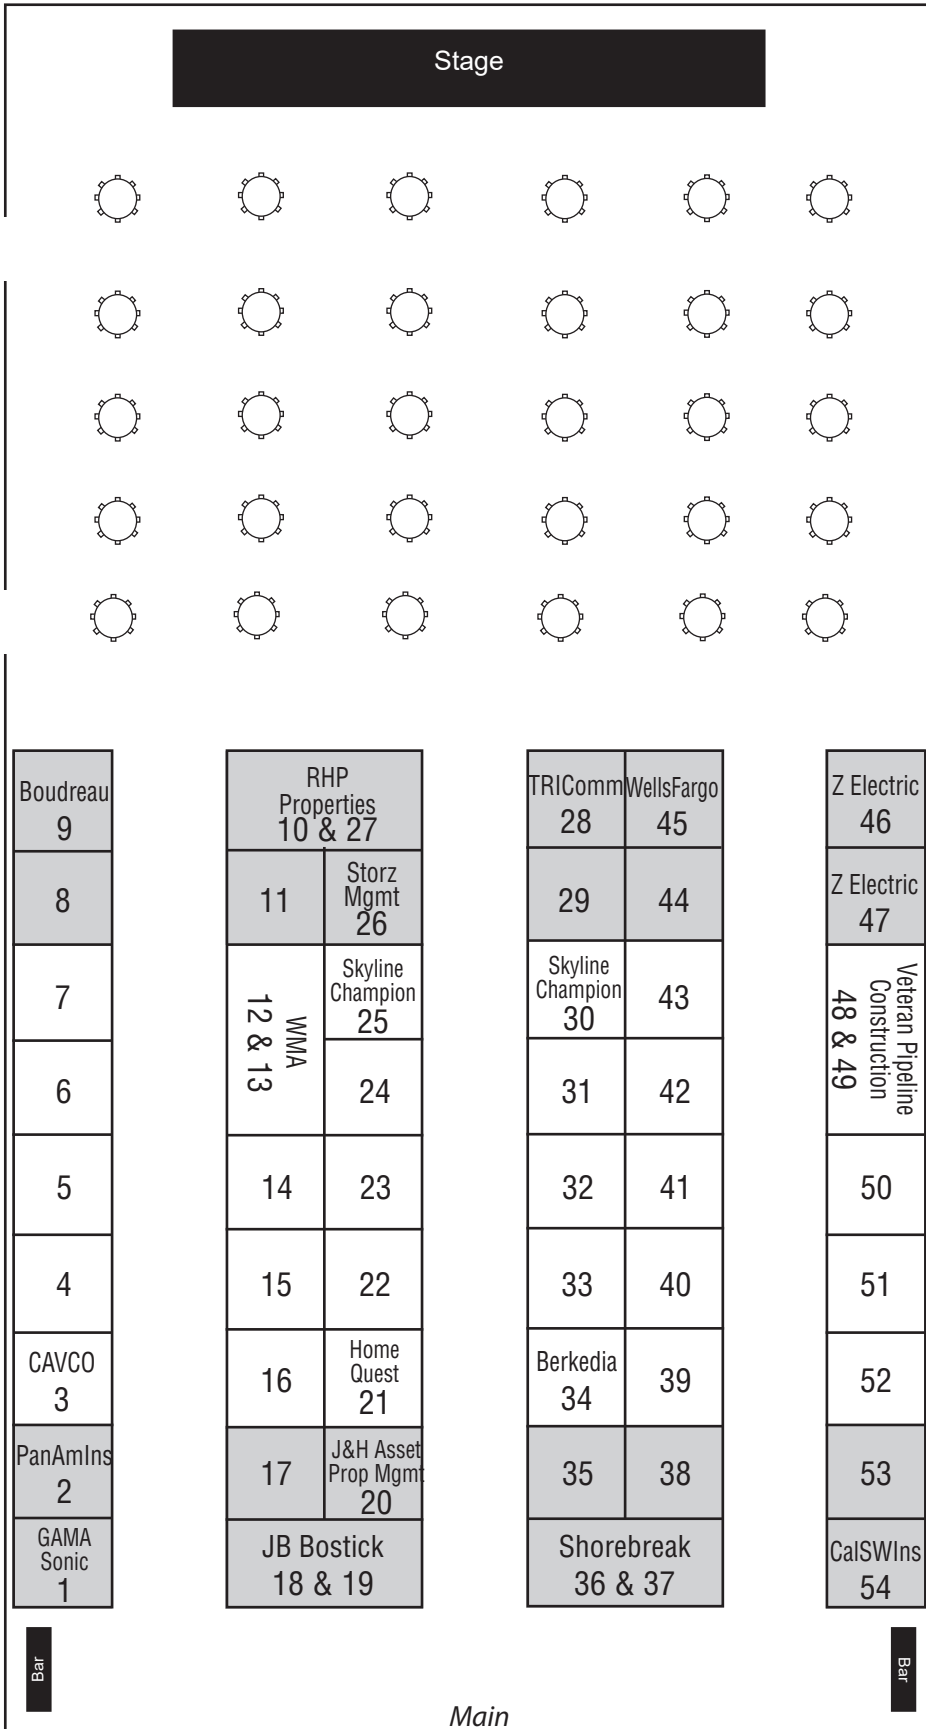 Stage
Boudreau
9
8
7
6
5
4
CAVCO
3
PanAmIns
2
GAMA
Sonic
1
RHP
Properties
10 & 27
11
Storz
Mgmt
26
WMA
12 & 13
Skyline
Champion
25
24
14
23
15
22
16
Home
Quest
21
17
J&H Asset
Prop Mgmt
20
JB Bostick
18 & 19
TRIComm
28
WellsFargo
45
29
44
Skyline
Champion
30
43
31
42
32
41
33
40
Berkedia
34
39
35
38
Shorebreak
36 & 37
Z Electric
46
Z Electric
47
Veteran Pipeline
Construction
48 & 49
50
51
52
53
CalSWIns
54
Bar
Bar
Main